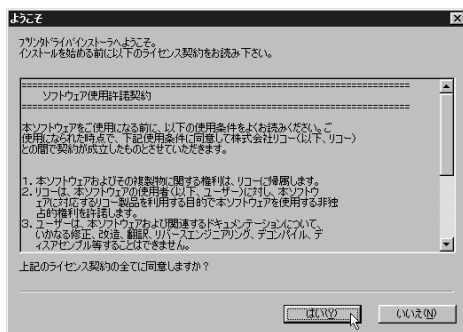 ようこそ
プリンタドライバインストーラへようこそ。
インストールを始める前に以下のライセンス契約をお読み下さい。
==============================================================
ソフトウェア使用許諾契約
==============================================================
本ソフトウェアをご使用になる前に、以下の使用条件をよくお読みください。ご
使用になられた時点で、下記使用条件に同意して株式会社リコー(以下、リコー)
との間で契約が成立したものとさせていただきます。
1. 本ソフトウェアおよびその複製物に関する権利は、リコーに帰属します。
2. リコーは、本ソフトウェアの使用者(以下、ユーザー)に対し、本ソフトウ
ェアに対応するリコー製品を利用する目的で本ソフトウェアを使用する非独
占的権利を許諾します。
3. ユーザーは、本ソフトウェアおよび関連するドキュメンテーションについて、
いかなる修正、改造、翻訳、リバースエンジニアリング、デコンパイル、デ
ィスアセンブル等することはできません。
上記のライセンス契約の全てに同意しますか?
はい(Y)
いいえ(N)